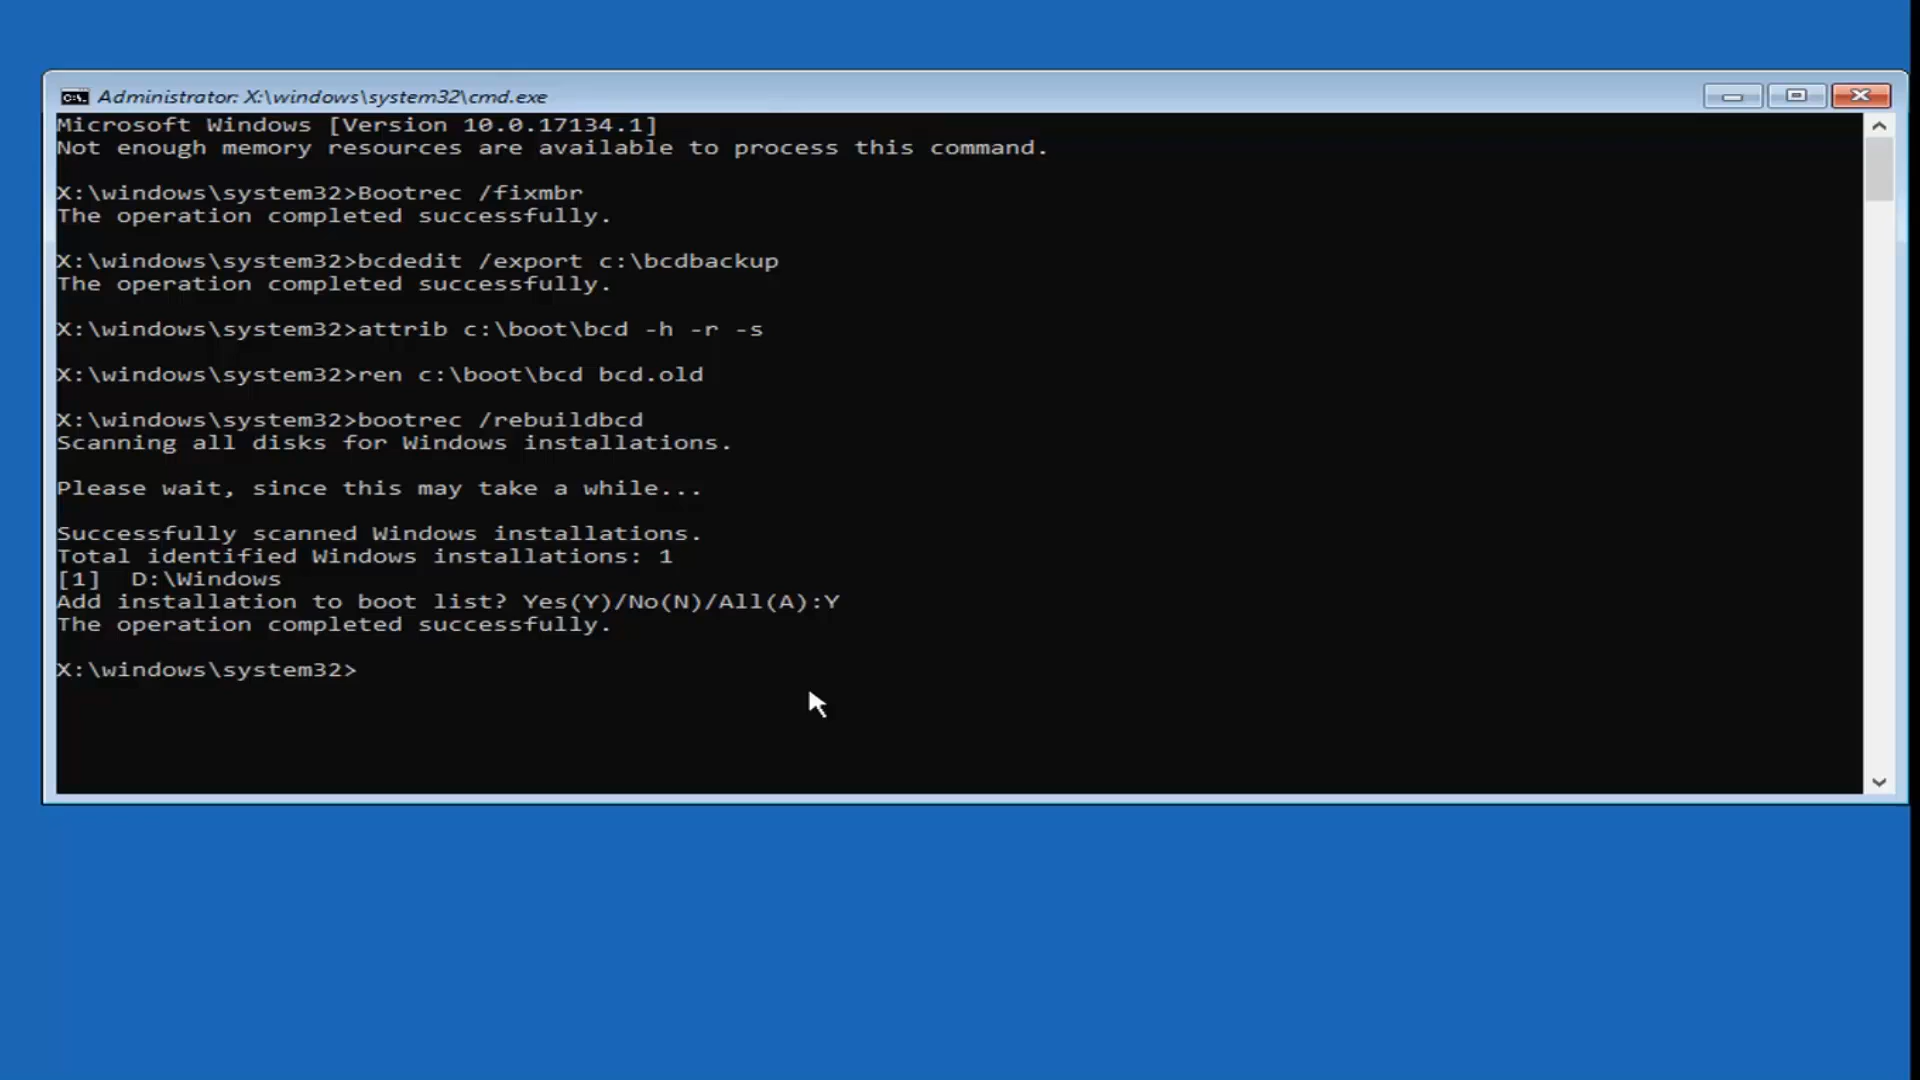 Administrator: X:\windows\system32\cmd.exe
Microsoft Windows [Version 10.0.17134.1]
Not enough memory resources are available to process this command.
X:\windows\system32>Bootrec /fixmbr
The operation completed successfully.
X:\windows\system32>bcdedit /export c:\bcdbackup
The operation completed successfully.
X:\windows\system32>attrib c:\boot\bcd -h -r -s
X:\windows\system32>ren c:\boot\bcd bcd.old
X:\windows\system32>bootrec /rebuildbcd
Scanning all disks for Windows installations.
Please wait, since this may take a while...
Successfully scanned Windows installations.
Total identified Windows installations: 1
[1]  D:\Windows
Add installation to boot list? Yes(Y)/No(N)/All(A):Y
The operation completed successfully.
X:\windows\system32>